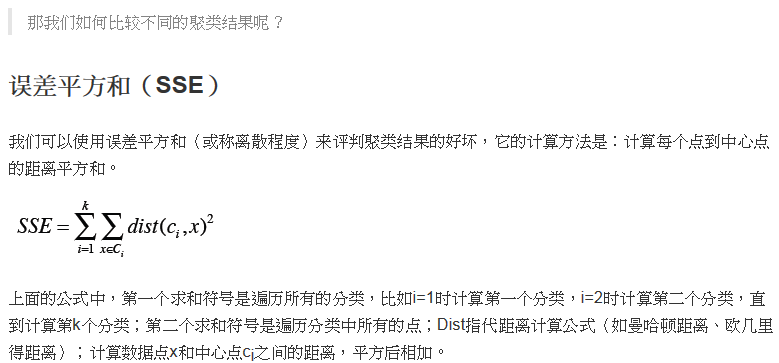 那我们如何比较不同的聚类结果呢？
误差平方和（SSE）
我们可以使用误差平方和（或称离散程度）来评判聚类结果的好坏，它的计算方法是：计算每个点到中心点
的距离平方和。
SSE = \sum_{i=1}^{k} \sum_{x∈C_i} dist(c_i, x)^2
上面的公式中，第一个求和符号是遍历所有的分类，比如i=1时计算第一个分类，i=2时计算第二个分类，直
到计算第k个分类；第二个求和符号是遍历分类中所有的点；Dist指代距离计算公式（如曼哈顿距离、欧几里
得距离）；计算数据点x和中心点c_i之间的距离，平方后相加。